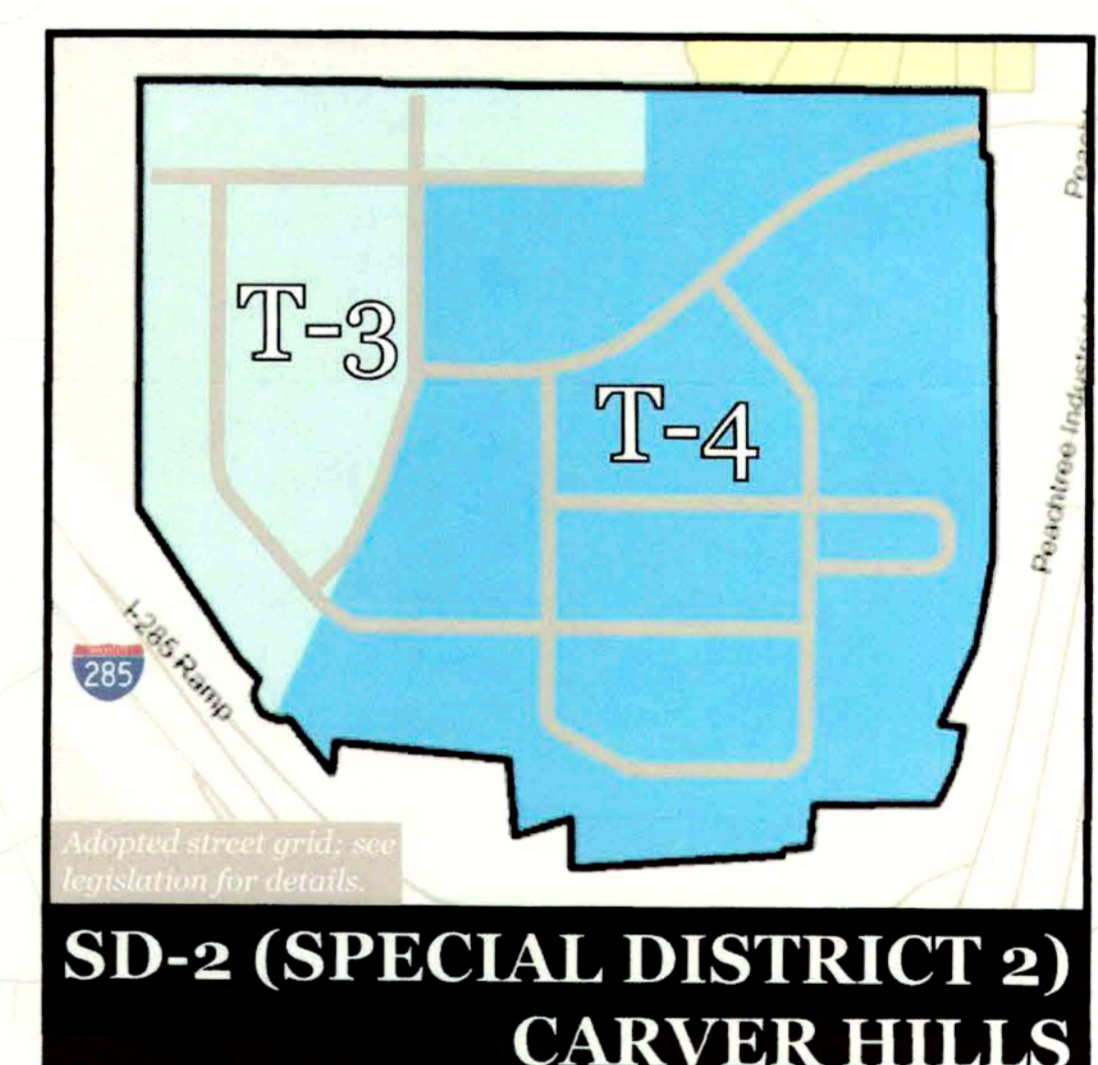 Peach
T-3
T-4
Peachtree Industrial
I-285 Ramp
285
Adopted street grid; see
legislation for details.
SD-2 (SPECIAL DISTRICT 2)
CARVER HILLS